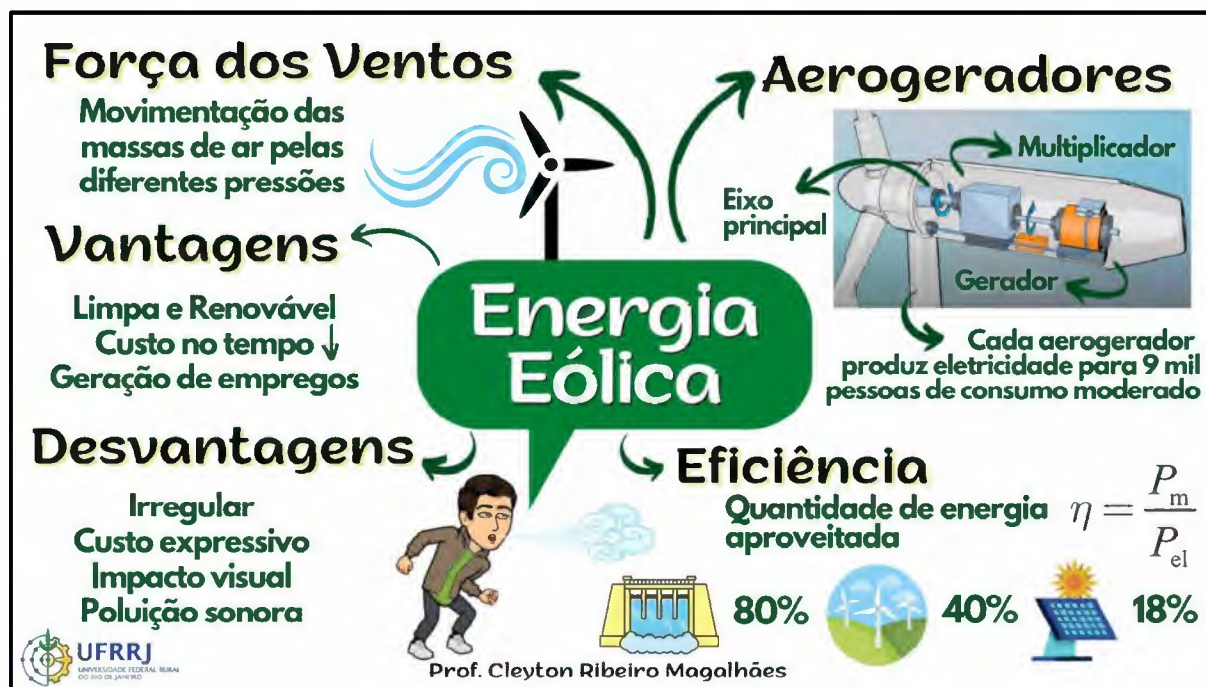 Força dos Ventos
Movimentação das
massas de ar pelas
diferentes pressões
Vantagens
Limpa e Renovável
Custo no tempo ↓
Geração de empregos
Desvantagens
Irregular
Custo expressivo
Impacto visual
Poluição sonora
Energia
Eólica
Aerogeradores
Multiplicador
Eixo
principal
Gerador
Cada aerogerador
produz eletricidade para 9 mil
pessoas de consumo moderado
Eficiência
Quantidade de energia
aproveitada
η = P_m / P_el
80% 40% 18%
UFRRJ
UNIVERSIDADE FEDERAL RURAL
DO RIO DE JANEIRO
Prof. Cleyton Ribeiro Magalhães